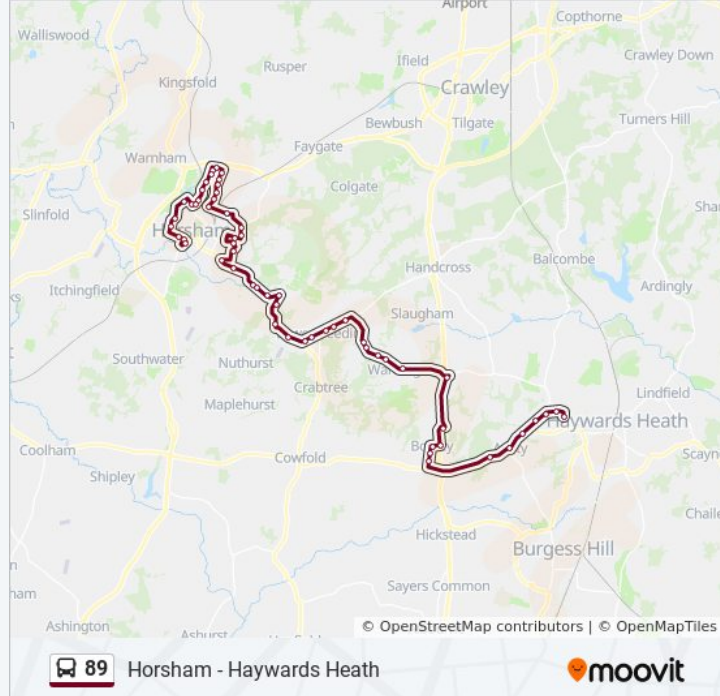 Airport
Copthorne
Walliswood
Rusper
Ifield
Crawley Down
Kingsfold
Crawley
Bewbush
Tilgate
Turners Hill
Faygate
Warnham
Colgate
Slinfold
Horsham
Balcombe
Handcross
Itchingfield
Ardingly
Slaugham
Southwater
Nuthurst
Crabtree
Lindfield
Maplehurst
Haywards Heath
Coolham
Cowfold
Shipley
Hickstead
Burgess Hill
Sayers Common
Ashington
© OpenStreetMap contributors | © OpenMapTiles
89 Horsham - Haywards Heath moovit